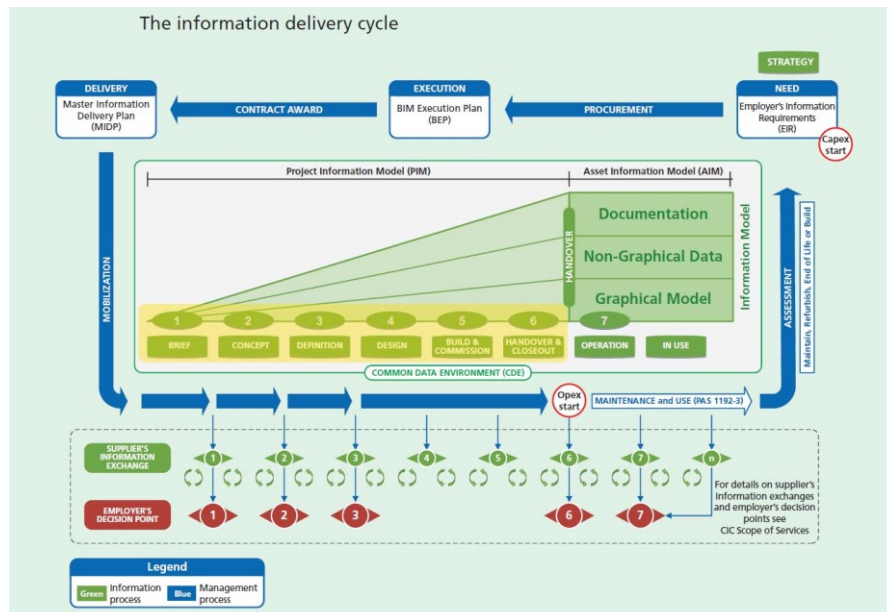 The information delivery cycle
STRATEGY
DELIVERY
Master Information
Delivery Plan
(MIDP)
CONTRACT AWARD
EXECUTION
BIM Execution Plan
(BEP)
PROCUREMENT
NEED
Employer's Information
Requirements
(EIR)
Capex
start
Project Information Model (PIM)
Asset Information Model (AIM)
Documentation
Non-Graphical Data
Graphical Model
HANDOVER
Information Model
MOBILIZATION
ASSESSMENT
Maintain, Refurbish, End of Life or Build
1
2
3
4
5
6
7
BRIEF
CONCEPT
DEFINITION
DESIGN
BUILD &
COMMISSION
HANDOVER &
CLOSEOUT
OPERATION
IN USE
COMMON DATA ENVIRONMENT (CDE)
Opex
start
MAINTENANCE and USE (PAS 1192-3)
SUPPLIER'S
INFORMATION
EXCHANGE
1
2
3
4
5
6
7
n
EMPLOYER'S
DECISION POINT
1
2
3
6
7
For details on supplier's
information exchanges
and employer's decision
points see
CIC Scope of Services
Legend
Green
Information
process
Blue
Management
process